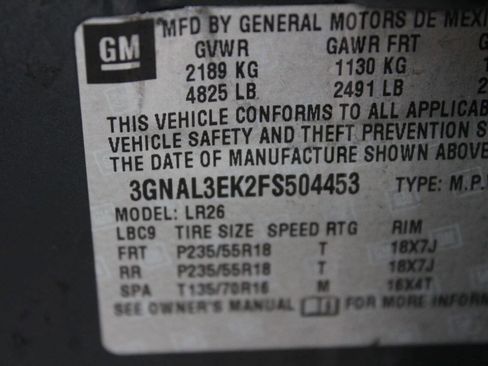 GM
MFD BY GENERAL MOTORS DE MEXI
GVWR GAWR FRT
2189 KG 1130 KG
4825 LB 2491 LB
THIS VEHICLE CONFORMS TO ALL APPLICAB
VEHICLE SAFETY AND THEFT PREVENTION S
THE DATE OF MANUFACTURE SHOWN ABOVE
3GNAL3EK2FS504453 TYPE: M.P.V
MODEL: LR26
LBC9 TIRE SIZE SPEED RTG RIM
FRT P235/55R18 T 18X7J
RR P235/55R18 T 18X7J
SPA T135/70R16 M 16X4T
SEE OWNER'S MANUAL FOR MORE INFORM